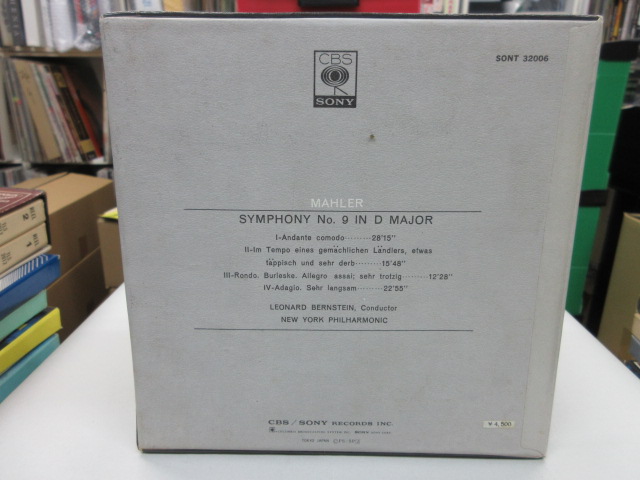 CBS
SONY
SONT 32006
MAHLER
SYMPHONY No. 9 IN D MAJOR
I-Andante comodo·········28'15"
II-Im Tempo eines gemächlichen Ländlers, etwas
täppisch und sehr derb·········15'48"
III-Rondo. Burleske. Allegro assai; sehr trotzig·········12'28"
IV-Adagio. Sehr langsam·········22'55"
LEONARD BERNSTEIN, Conductor
NEW YORK PHILHARMONIC
CBS/SONY RECORDS INC.
TOKYO JAPAN
¥4,500